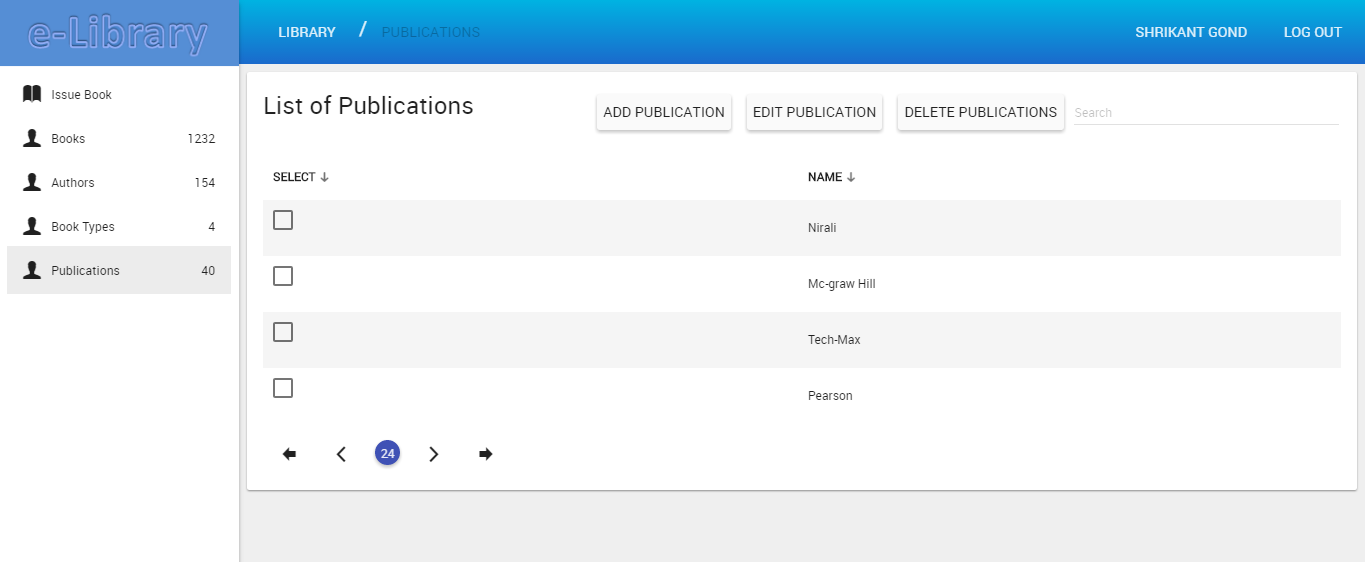 e-Library
LIBRARY / PUBLICATIONS
SHRIKANT GOND
LOG OUT
Issue Book
Books 1232
Authors 154
Book Types 4
Publications 40
List of Publications
ADD PUBLICATION
EDIT PUBLICATION
DELETE PUBLICATIONS
Search
SELECT
NAME
Nirali
Mc-graw Hill
Tech-Max
Pearson
24